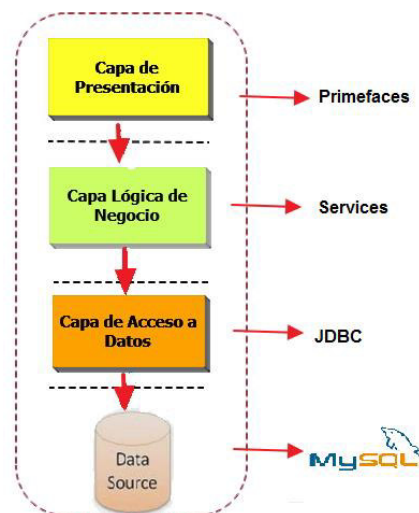 Capa de
Presentación
Primefaces
Capa Lógica de
Negocio
Services
Capa de Acceso a
Datos
JDBC
Data
Source
MySQL